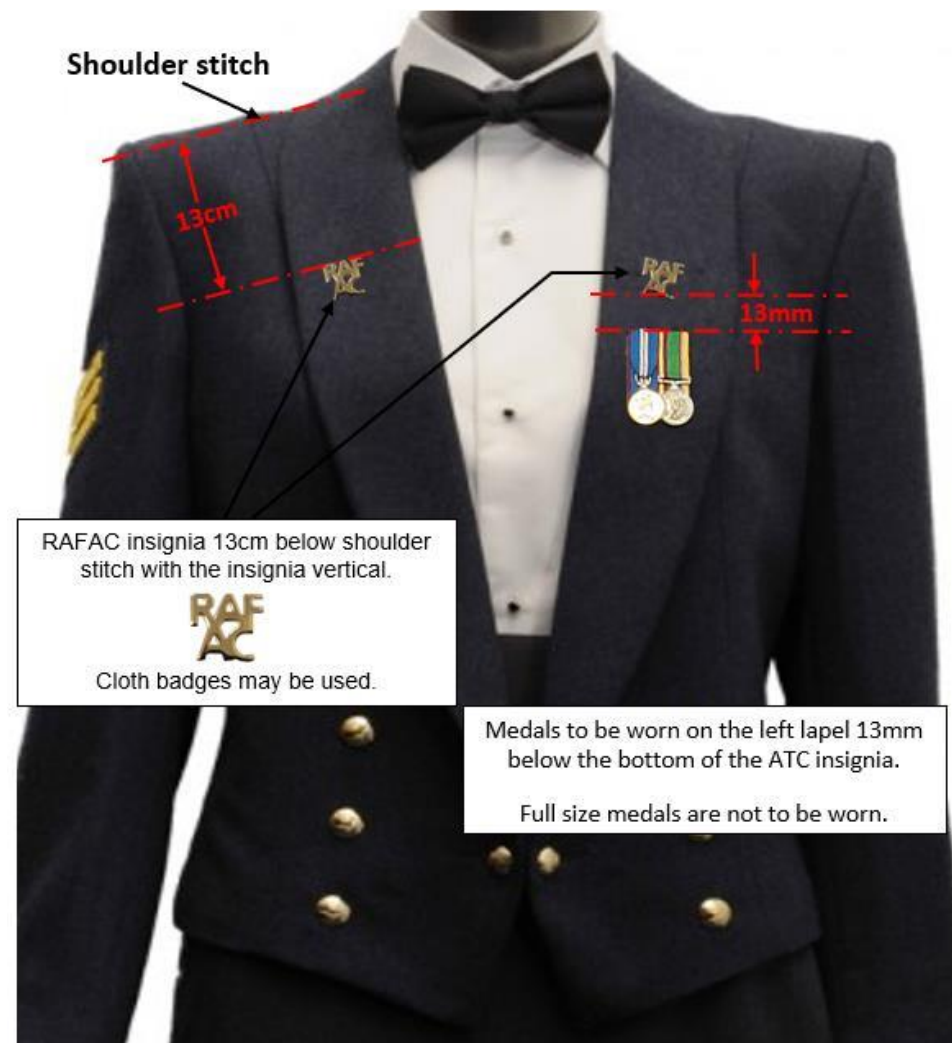 Shoulder stitch
13cm
RAF
AC
RAF
AC
13mm
RAFAC insignia 13cm below shoulder
stitch with the insignia vertical.
RAF
AC
Cloth badges may be used.
Medals to be worn on the left lapel 13mm
below the bottom of the ATC insignia.
Full size medals are not to be worn.